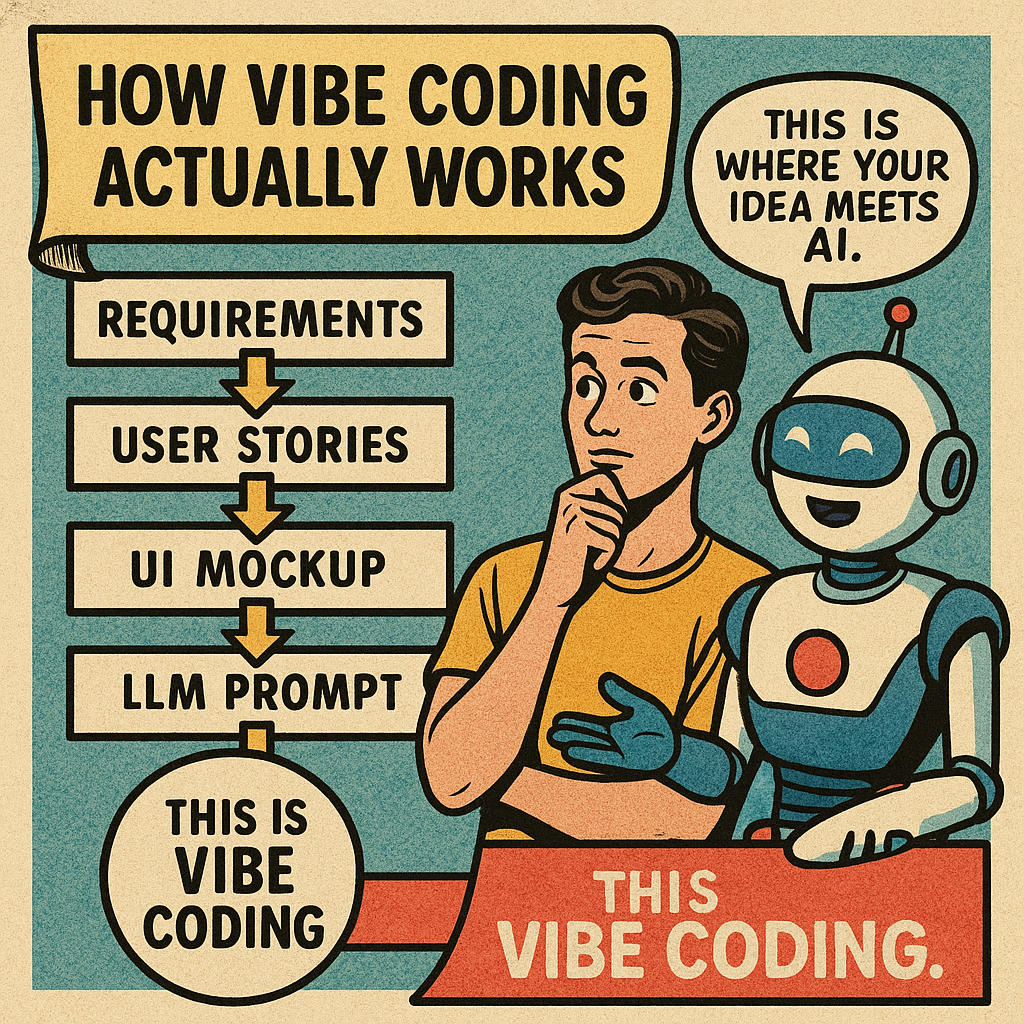 HOW VIBE CODING
ACTUALLY WORKS
THIS IS
WHERE YOUR
IDEA MEETS
AI.
REQUIREMENTS
USER STORIES
UI MOCKUP
LLM PROMPT
THIS IS
VIBE
CODING
THIS
VIBE CODING.